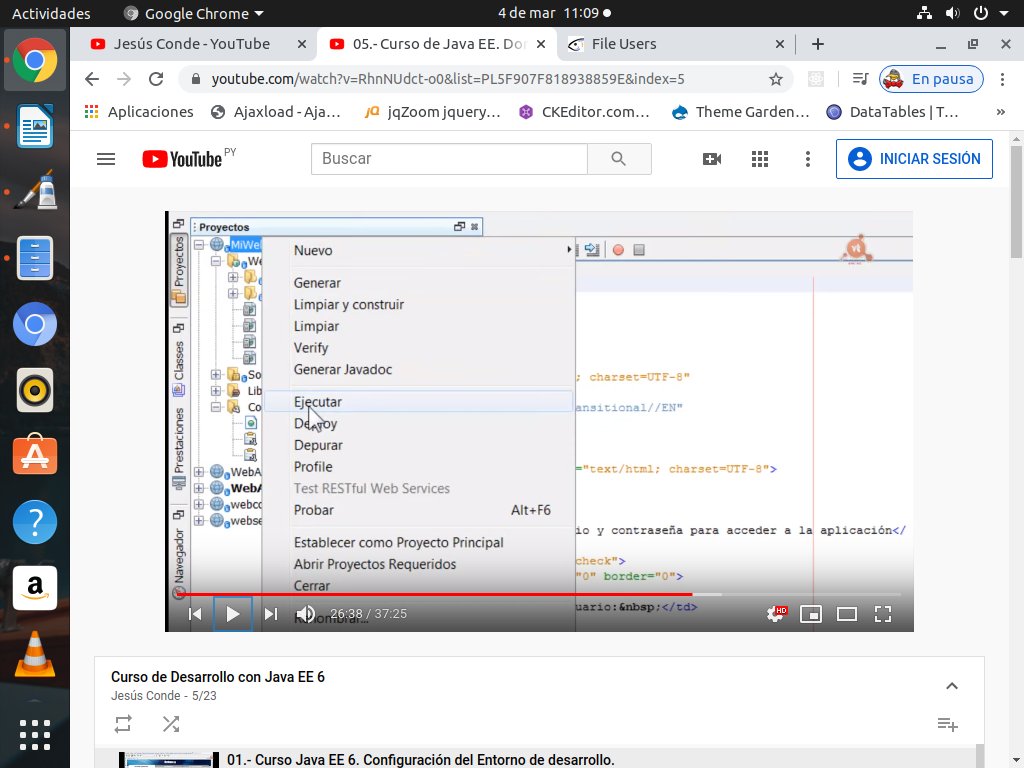 Actividades Google Chrome 4 de mar 11:09
Jesús Conde - YouTube 05.- Curso de Java EE. Dor File Users
youtube.com/watch?v=RhnNUdct-o0&list=PL5F907F818938859E&index=5 En pausa
Aplicaciones Ajaxload - Aja... jqZoom jquery... CKEditor.com... Theme Garden... DataTables | T... »
YouTube PY Buscar INICIAR SESIÓN
Proyectos
MiWeb
Nuevo
We
Generar
Limpiar y construir
Limpiar
Verify
Generar Javadoc
So ; charset=UTF-8"
Lib
Ejecutar
Co ansitional//EN"
Deploy
Depurar
Profile ="text/html; charset=UTF-8">
WebA
Test RESTful Web Services
WebA
Probar Alt+F6
webco
webse
io y contraseña para acceder a la aplicación</
Establecer como Proyecto Principal
Abrir Proyectos Requeridos check">
"0" border="0">
Cerrar
uario:&nbsp;</td>
Renombrar...
Proyectos
Classes
Prestaciones
Navegador
26:38 / 37:25 HD
Curso de Desarrollo con Java EE 6
Jesús Conde - 5/23
01.- Curso Java EE 6. Configuración del Entorno de desarrollo.